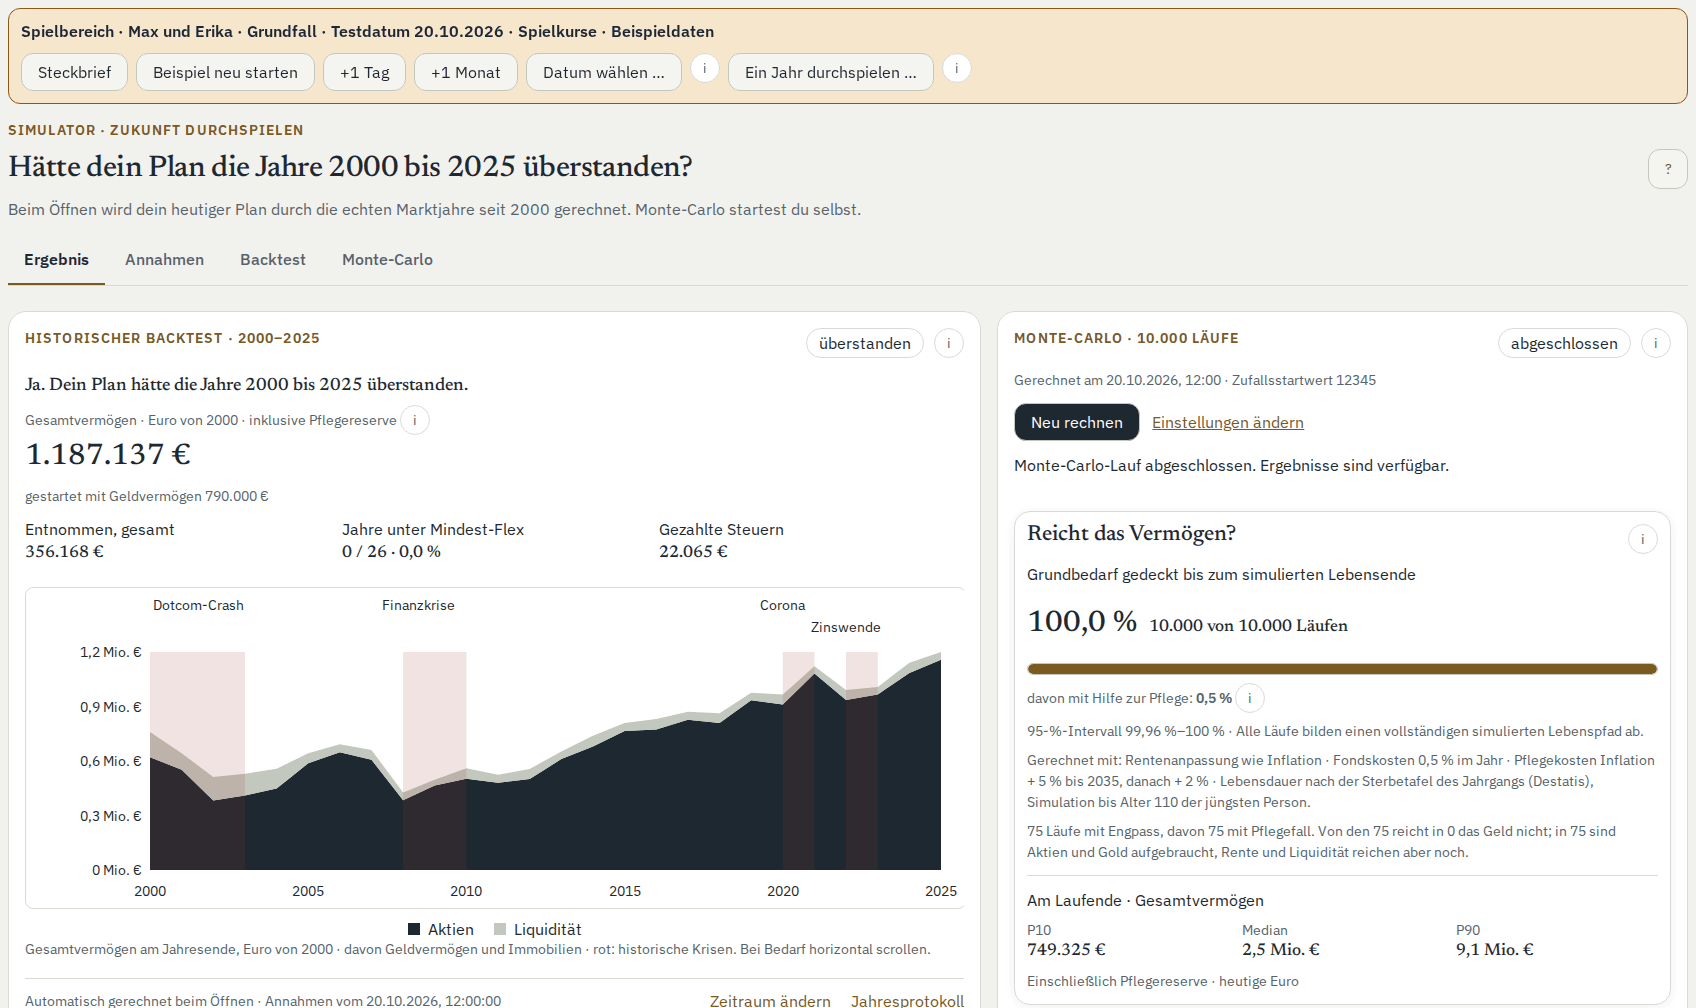 Spielbereich · Max und Erika · Grundfall · Testdatum 20.10.2026 · Spielkurse · Beispieldaten
Steckbrief
Beispiel neu starten
+1 Tag
+1 Monat
Datum wählen ...
i
Ein Jahr durchspielen ...
i
SIMULATOR · ZUKUNFT DURCHSPIELEN
Hätte dein Plan die Jahre 2000 bis 2025 überstanden?
?
Beim Öffnen wird dein heutiger Plan durch die echten Marktjahre seit 2000 gerechnet. Monte-Carlo startest du selbst.
Ergebnis
Annahmen
Backtest
Monte-Carlo
HISTORISCHER BACKTEST · 2000–2025
überstanden
i
Ja. Dein Plan hätte die Jahre 2000 bis 2025 überstanden.
Gesamtvermögen · Euro von 2000 · inklusive Pflegereserve
i
1.187.137 €
gestartet mit Geldvermögen 790.000 €
Entnommen, gesamt
356.168 €
Jahre unter Mindest-Flex
0 / 26 · 0,0 %
Gezahlte Steuern
22.065 €
Dotcom-Crash
Finanzkrise
Corona
Zinswende
1,2 Mio. €
0,9 Mio. €
0,6 Mio. €
0,3 Mio. €
0 Mio. €
2000
2005
2010
2015
2020
2025
Aktien
Liquidität
Gesamtvermögen am Jahresende, Euro von 2000 · davon Geldvermögen und Immobilien · rot: historische Krisen. Bei Bedarf horizontal scrollen.
Automatisch gerechnet beim Öffnen · Annahmen vom 20.10.2026, 12:00:00
Zeitraum ändern
Jahresprotokoll
MONTE-CARLO · 10.000 LÄUFE
abgeschlossen
i
Gerechnet am 20.10.2026, 12:00 · Zufallsstartwert 12345
Neu rechnen
Einstellungen ändern
Monte-Carlo-Lauf abgeschlossen. Ergebnisse sind verfügbar.
Reicht das Vermögen?
i
Grundbedarf gedeckt bis zum simulierten Lebensende
100,0 % 10.000 von 10.000 Läufen
davon mit Hilfe zur Pflege: 0,5 %
i
95-%-Intervall 99,96 %–100 % · Alle Läufe bilden einen vollständigen simulierten Lebenspfad ab.
Gerechnet mit: Rentenanpassung wie Inflation · Fondskosten 0,5 % im Jahr · Pflegekosten Inflation
+ 5 % bis 2035, danach + 2 % · Lebensdauer nach der Sterbetafel des Jahrgangs (Destatis),
Simulation bis Alter 110 der jüngsten Person.
75 Läufe mit Engpass, davon 75 mit Pflegefall. Von den 75 reicht in 0 das Geld nicht; in 75 sind
Aktien und Gold aufgebraucht, Rente und Liquidität reichen aber noch.
Am Laufende · Gesamtvermögen
P10
749.325 €
Median
2,5 Mio. €
P90
9,1 Mio. €
Einschließlich Pflegereserve · heutige Euro